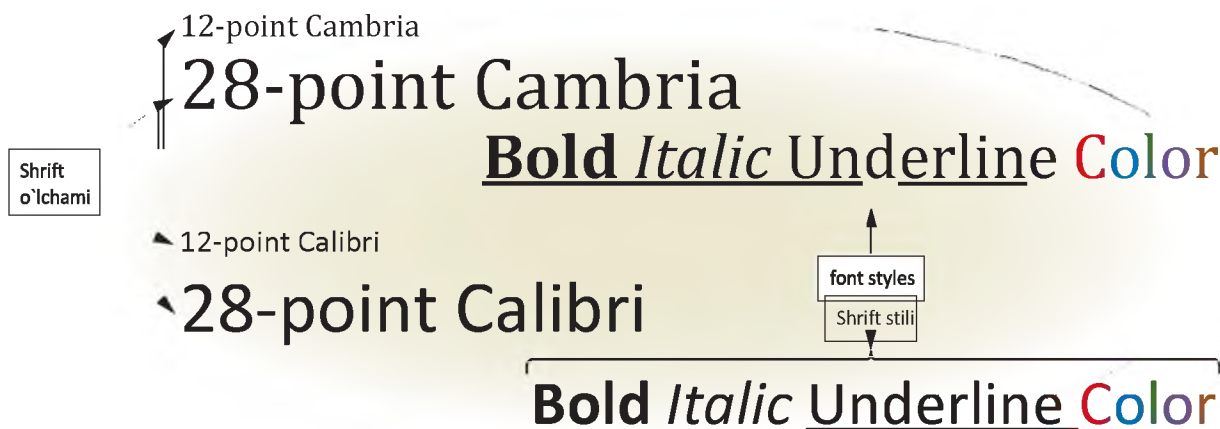 12-point Cambria
28-point Cambria
Bold Italic Underline Color
Shrift
o`lchami
12-point Calibri
28-point Calibri
font styles
Shrift stili
Bold Italic Underline Color